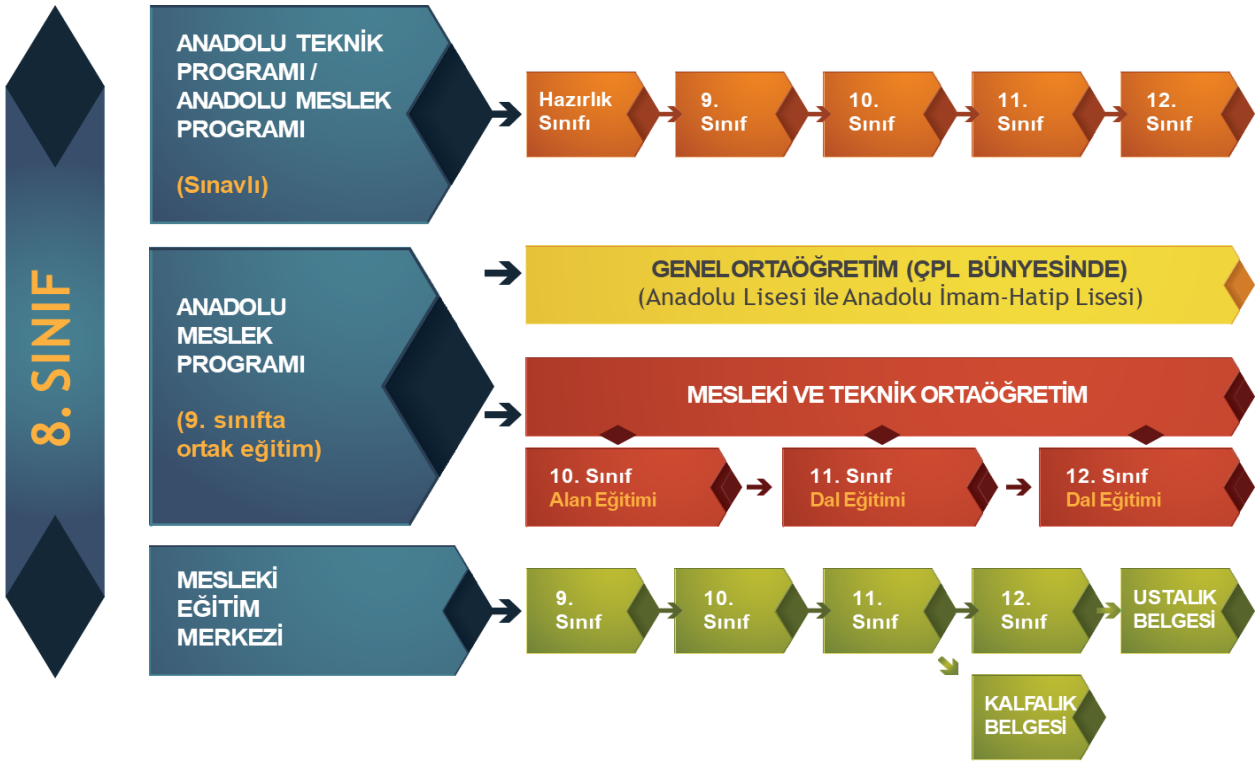 8. SINIF
ANADOLU TEKNİK
PROGRAMI /
ANADOLU MESLEK
PROGRAMI
(Sınavlı)
Hazırlık
Sınıfı
9.
Sınıf
10.
Sınıf
11.
Sınıf
12.
Sınıf
ANADOLU
MESLEK
PROGRAMI
(9. sınıfta
ortak eğitim)
GENEL ORTAÖĞRETİM (ÇPL BÜNYESİNDE)
(Anadolu Lisesi ile Anadolu İmam-Hatip Lisesi)
MESLEKİ VE TEKNİK ORTAÖĞRETİM
10. Sınıf
Alan Eğitimi
11. Sınıf
Dal Eğitimi
12. Sınıf
Dal Eğitimi
MESLEKİ
EĞİTİM
MERKEZİ
9.
Sınıf
10.
Sınıf
11.
Sınıf
12.
Sınıf
USTALIK
BELGESİ
KALFALIK
BELGESİ